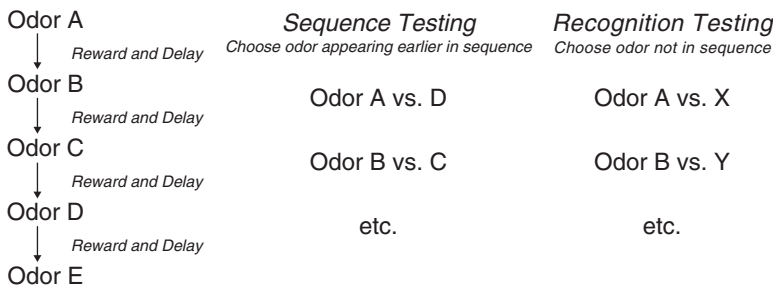 Odor A
Reward and Delay
Odor B
Reward and Delay
Odor C
Reward and Delay
Odor D
Reward and Delay
Odor E
Sequence Testing
Choose odor appearing earlier in sequence
Odor A vs. D
Odor B vs. C
etc.
Recognition Testing
Choose odor not in sequence
Odor A vs. X
Odor B vs. Y
etc.